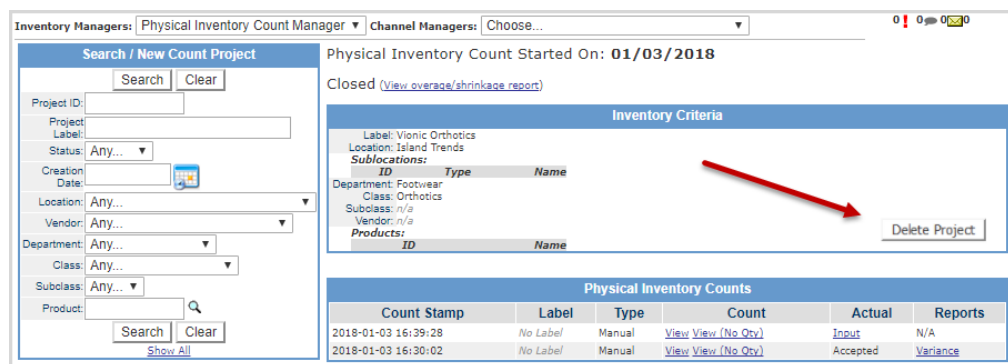 Inventory Managers: Physical Inventory Count Manager Channel Managers: Choose... 0 0 0 0
Search / New Count Project
Search Clear
Project ID:
Project Label:
Status: Any...
Creation Date:
Location: Any...
Vendor: Any...
Department: Any...
Class: Any...
Subclass: Any...
Product:
Search Clear
Show All
Physical Inventory Count Started On: 01/03/2018
Closed (View overage/shrinkage report)
Inventory Criteria
Label: Vionic Orthotics
Location: Island Trends
Sublocations:
ID Type Name
Department: Footwear
Class: Orthotics
Subclass: n/a
Vendor: n/a
Products:
ID Name
Delete Project
Physical Inventory Counts
Count Stamp Label Type Count Actual Reports
2018-01-03 16:39:28 No Label Manual View View (No Qty) Input N/A
2018-01-03 16:30:02 No Label Manual View View (No Qty) Accepted Variance